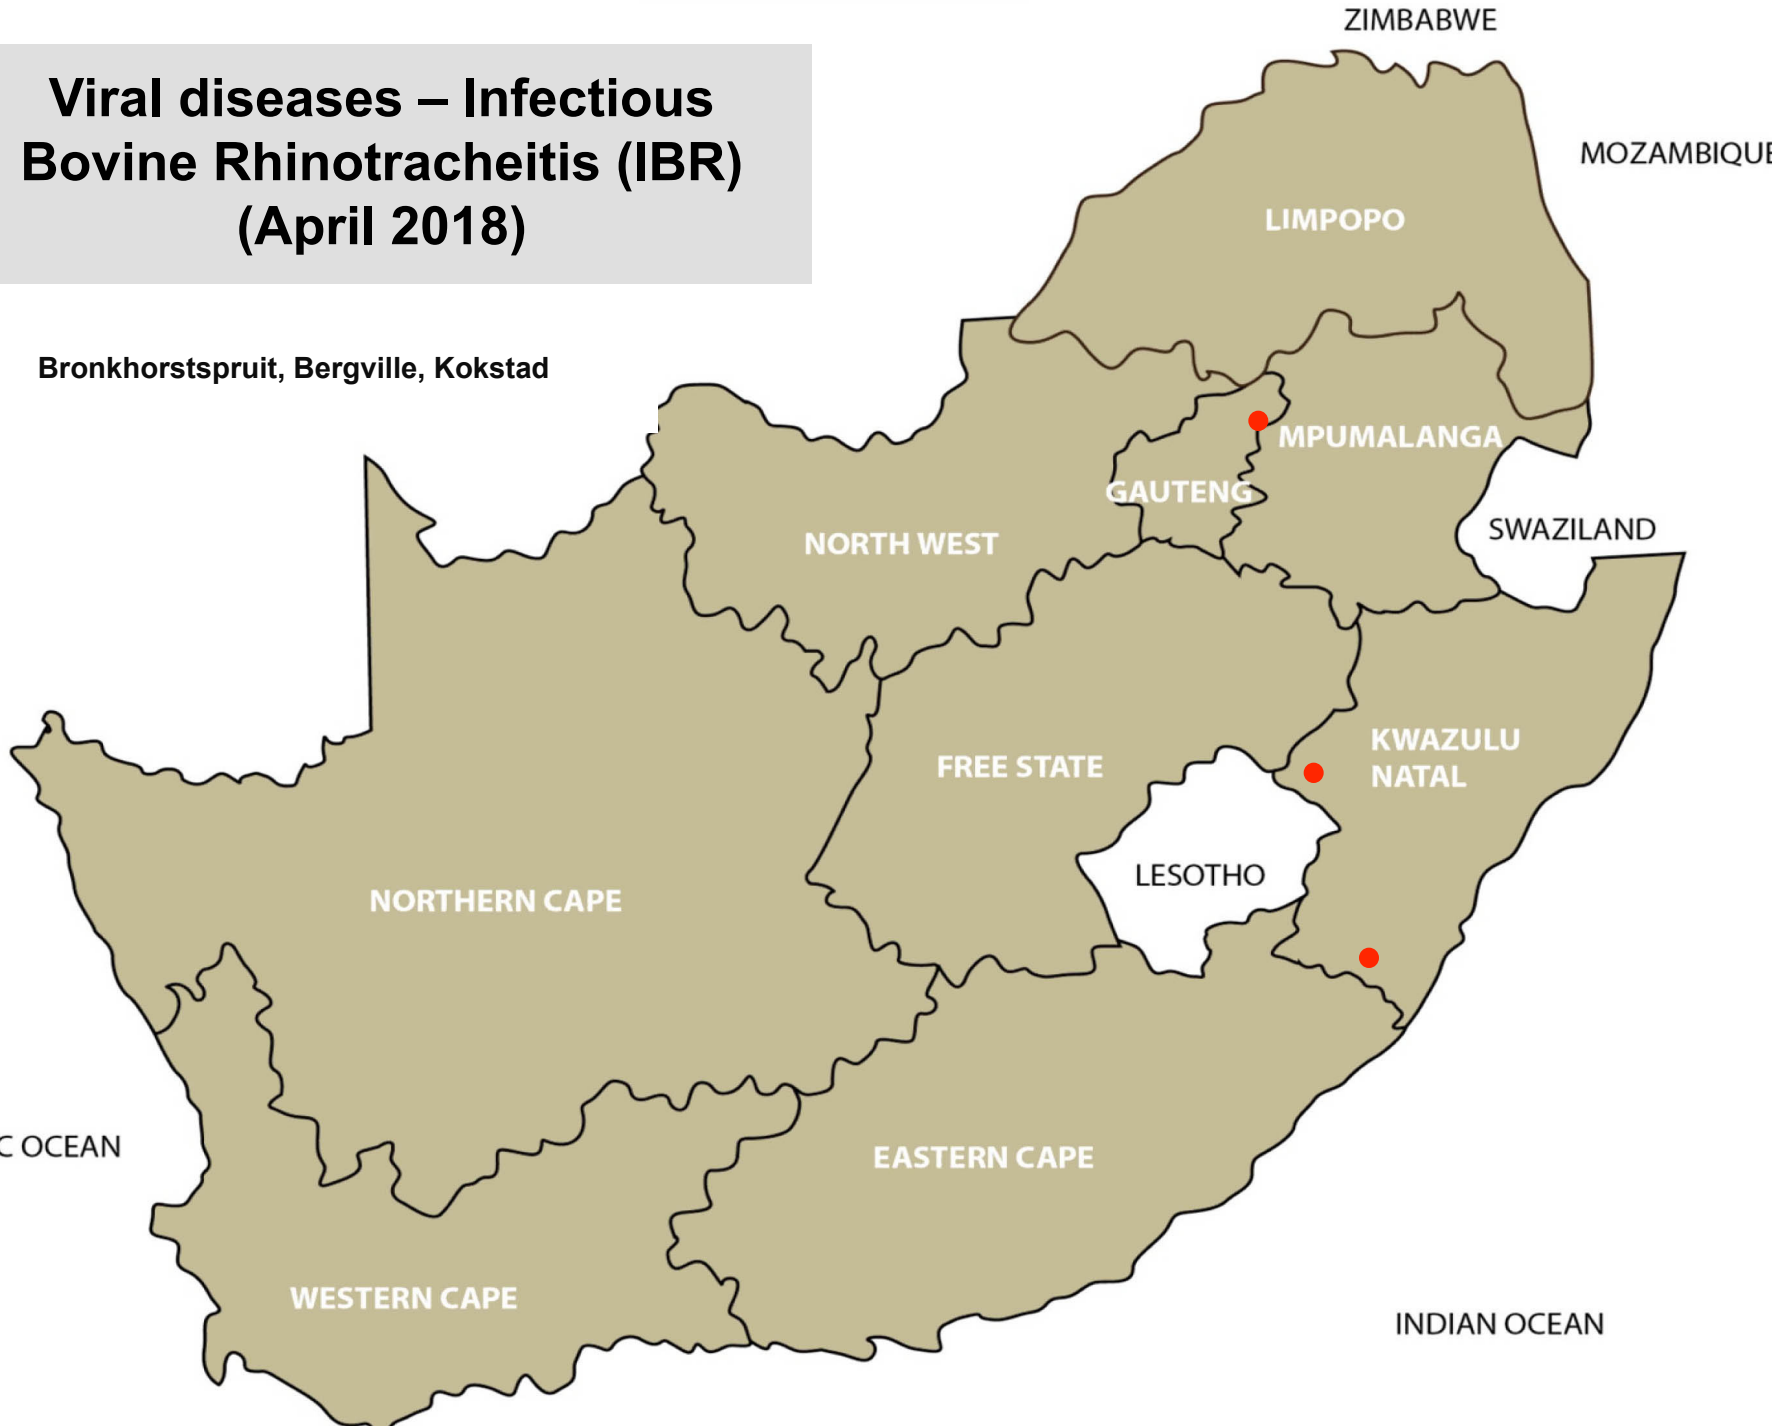 ZIMBABWE
Viral diseases – Infectious
Bovine Rhinotracheitis (IBR)
(April 2018)
MOZAMBIQUE
LIMPOPO
Bronkhorstspruit, Bergville, Kokstad
MPUMALANGA
GAUTENG
SWAZILAND
NORTH WEST
KWAZULU
NATAL
FREE STATE
LESOTHO
NORTHERN CAPE
C OCEAN
EASTERN CAPE
WESTERN CAPE
INDIAN OCEAN